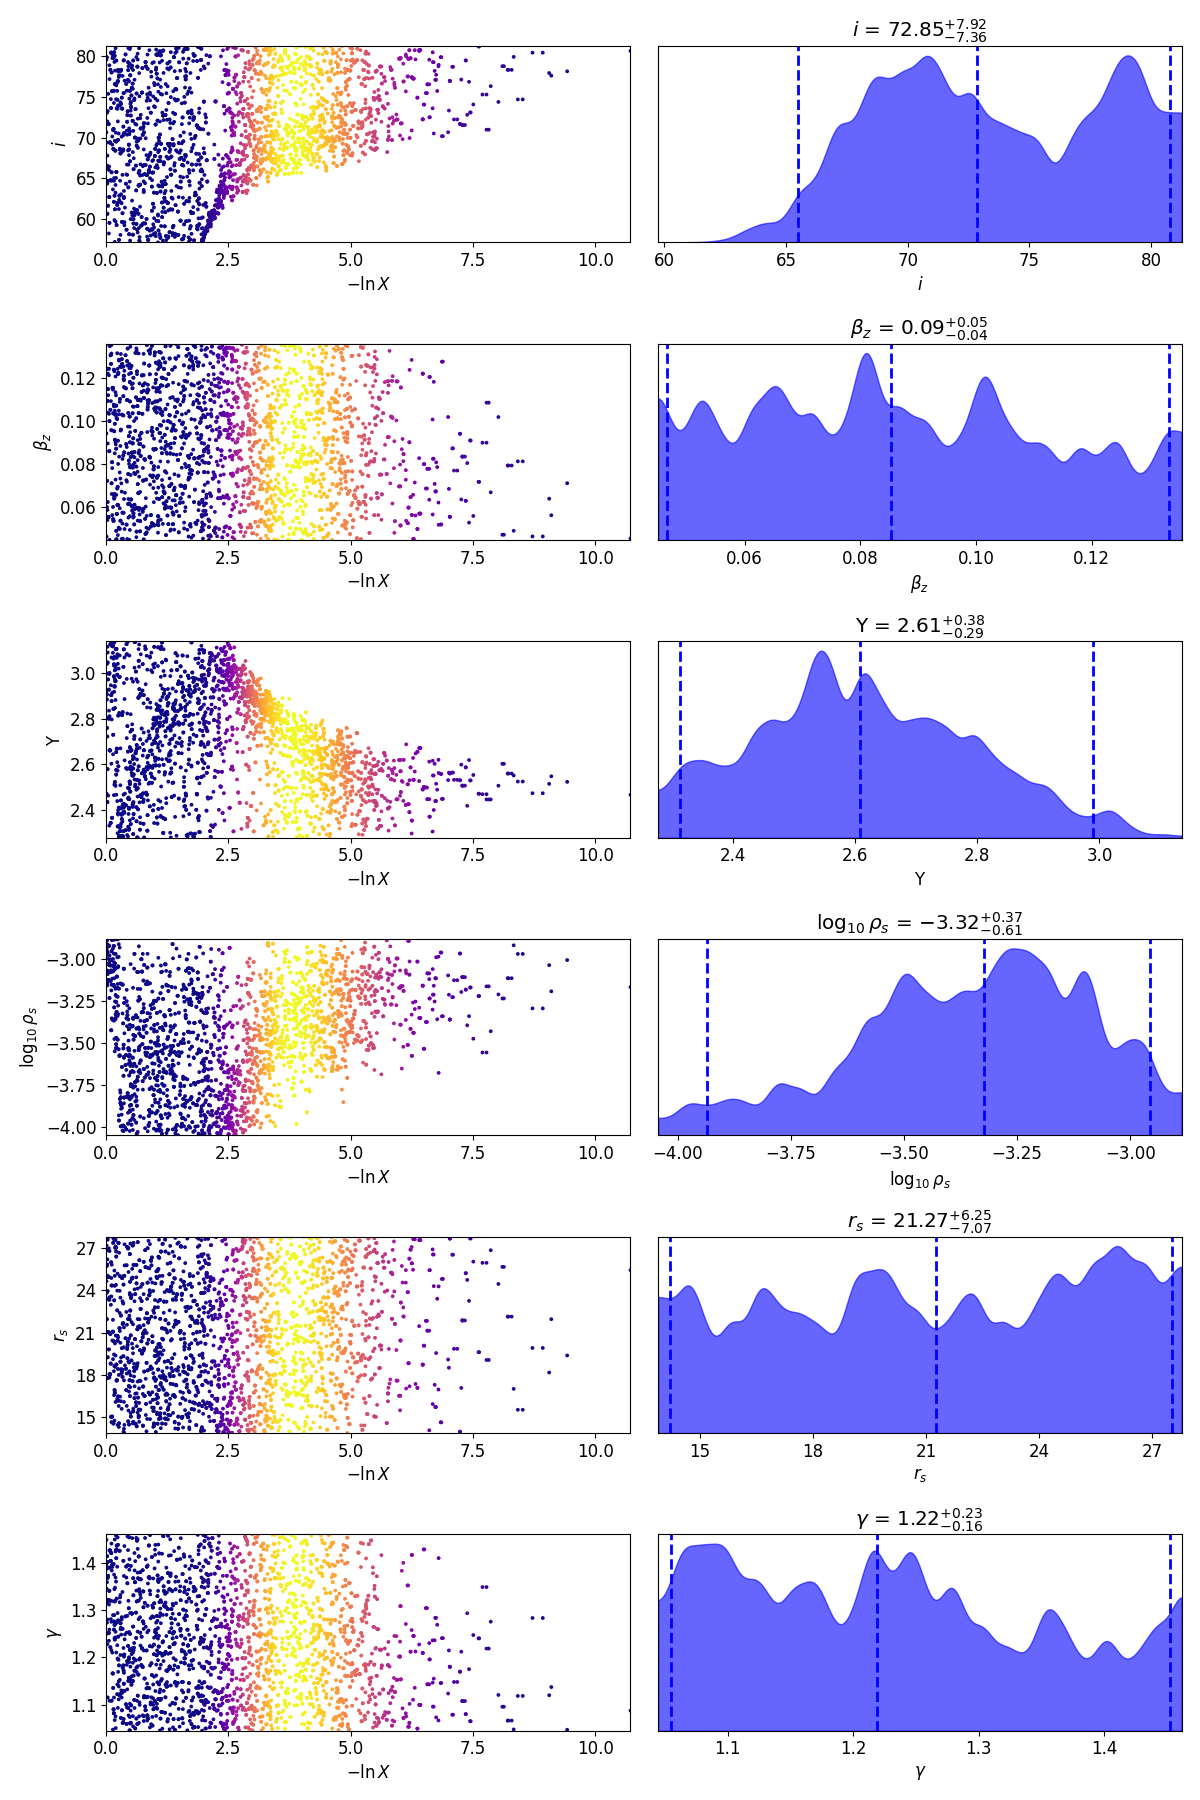 i = 72.85+7.92−7.36
80
75
70
65
60
i
0.0 2.5 5.0 7.5 10.0
−ln X
60 65 70 75 80
i
βz = 0.09+0.05−0.04
0.12
0.10
0.08
0.06
βz
0.0 2.5 5.0 7.5 10.0
−ln X
0.06 0.08 0.10 0.12
βz
Y = 2.61+0.38−0.29
3.0
2.8
2.6
2.4
Y
0.0 2.5 5.0 7.5 10.0
−ln X
2.4 2.6 2.8 3.0
Y
log10 ρs = −3.32+0.37−0.61
−3.00
−3.25
−3.50
−3.75
−4.00
log10 ρs
0.0 2.5 5.0 7.5 10.0
−ln X
−4.00 −3.75 −3.50 −3.25 −3.00
log10 ρs
rs = 21.27+6.25−7.07
27
24
21
18
15
rs
0.0 2.5 5.0 7.5 10.0
−ln X
15 18 21 24 27
rs
γ = 1.22+0.23−0.16
1.4
1.3
1.2
1.1
γ
0.0 2.5 5.0 7.5 10.0
−ln X
1.1 1.2 1.3 1.4
γ